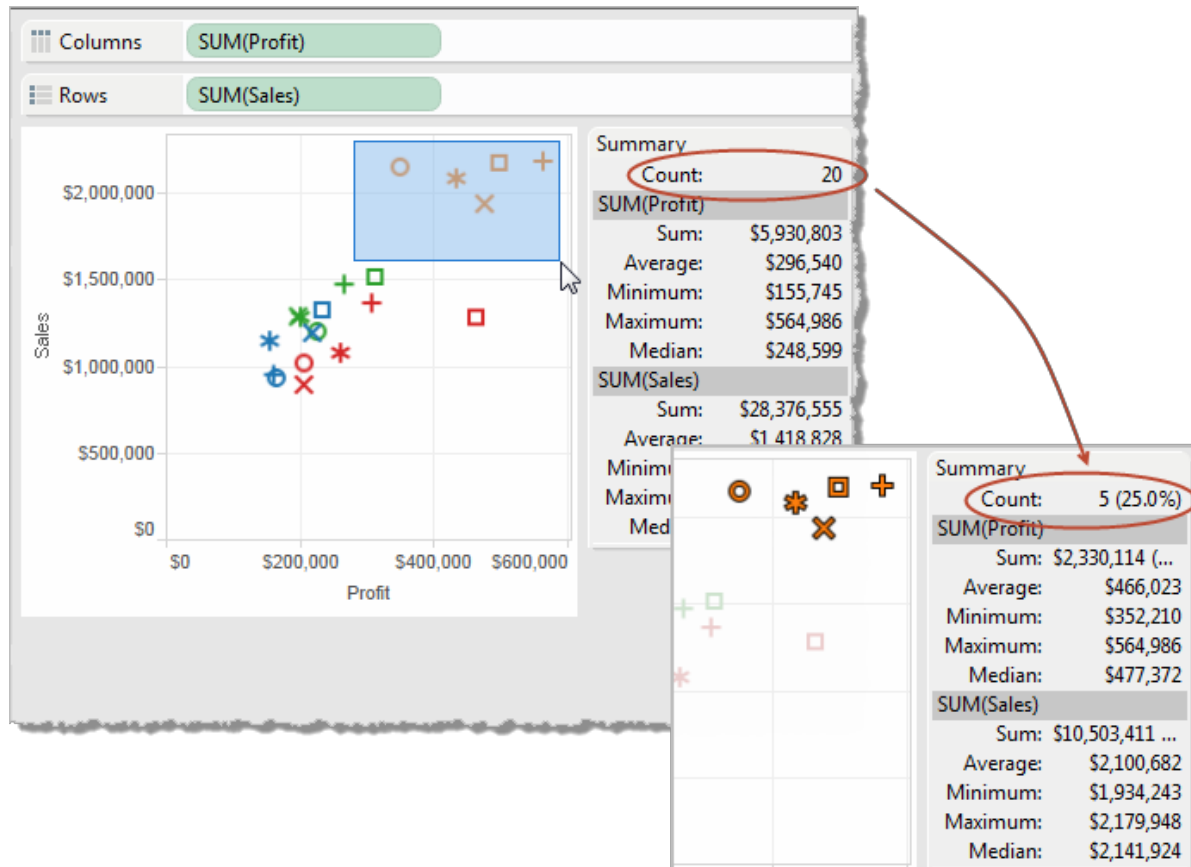 Columns SUM(Profit)
Rows SUM(Sales)
Sales
$2,000,000
$1,500,000
$1,000,000
$500,000
$0
$0 $200,000 $400,000 $600,000
Profit
Summary
Count: 20
SUM(Profit)
Sum: $5,930,803
Average: $296,540
Minimum: $155,745
Maximum: $564,986
Median: $248,599
SUM(Sales)
Sum: $28,376,555
Average: $1,418,828
Minimu
Maximu
Med
Summary
Count: 5 (25.0%)
SUM(Profit)
Sum: $2,330,114 (...
Average: $466,023
Minimum: $352,210
Maximum: $564,986
Median: $477,372
SUM(Sales)
Sum: $10,503,411 ...
Average: $2,100,682
Minimum: $1,934,243
Maximum: $2,179,948
Median: $2,141,924